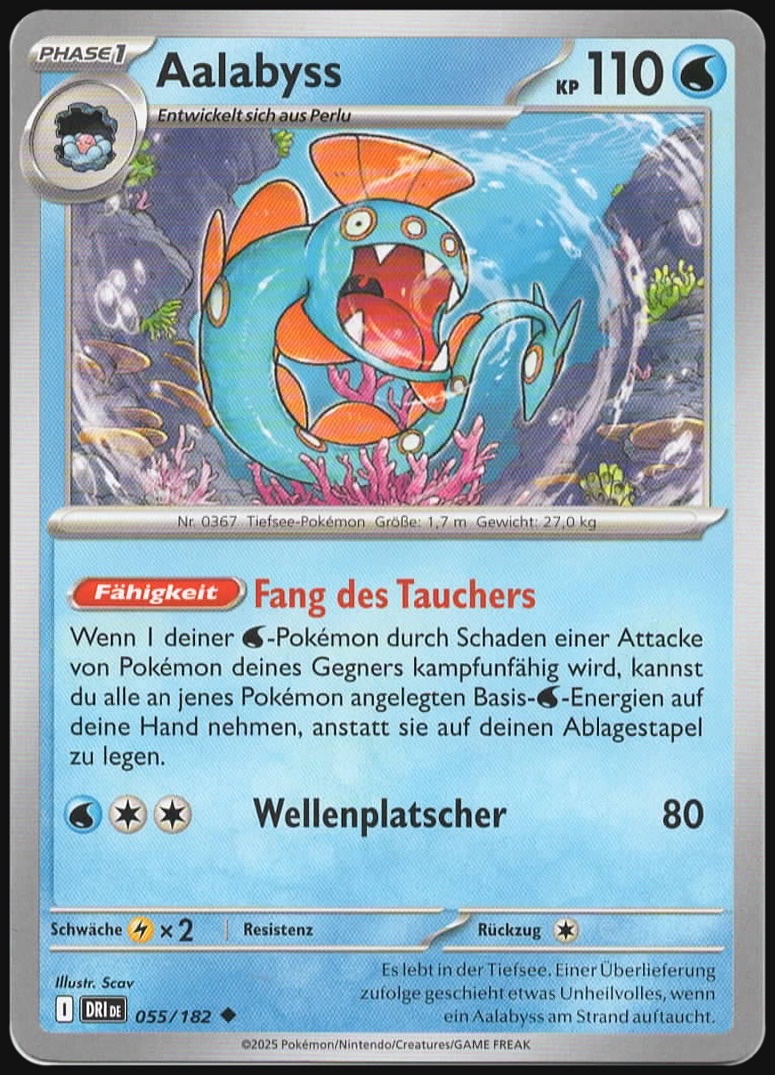 PHASE 1
Aalabyss
KP 110
Entwickelt sich aus Perlu
Nr. 0367 Tiefsee-Pokémon Größe: 1,7 m Gewicht: 27,0 kg
Fähigkeit Fang des Tauchers
Wenn 1 deiner -Pokémon durch Schaden einer Attacke
von Pokémon deines Gegners kampfunfähig wird, kannst
du alle an jenes Pokémon angelegten Basis- -Energien auf
deine Hand nehmen, anstatt sie auf deinen Ablagestapel
zu legen.
Wellenplatscher 80
Schwäche ×2 Resistenz Rückzug
Illustr. Scav
Es lebt in der Tiefsee. Einer Überlieferung
zufolge geschieht etwas Unheilvolles, wenn
ein Aalabyss am Strand auftaucht.
I DRI DE 055/182
©2025 Pokémon/Nintendo/Creatures/GAME FREAK